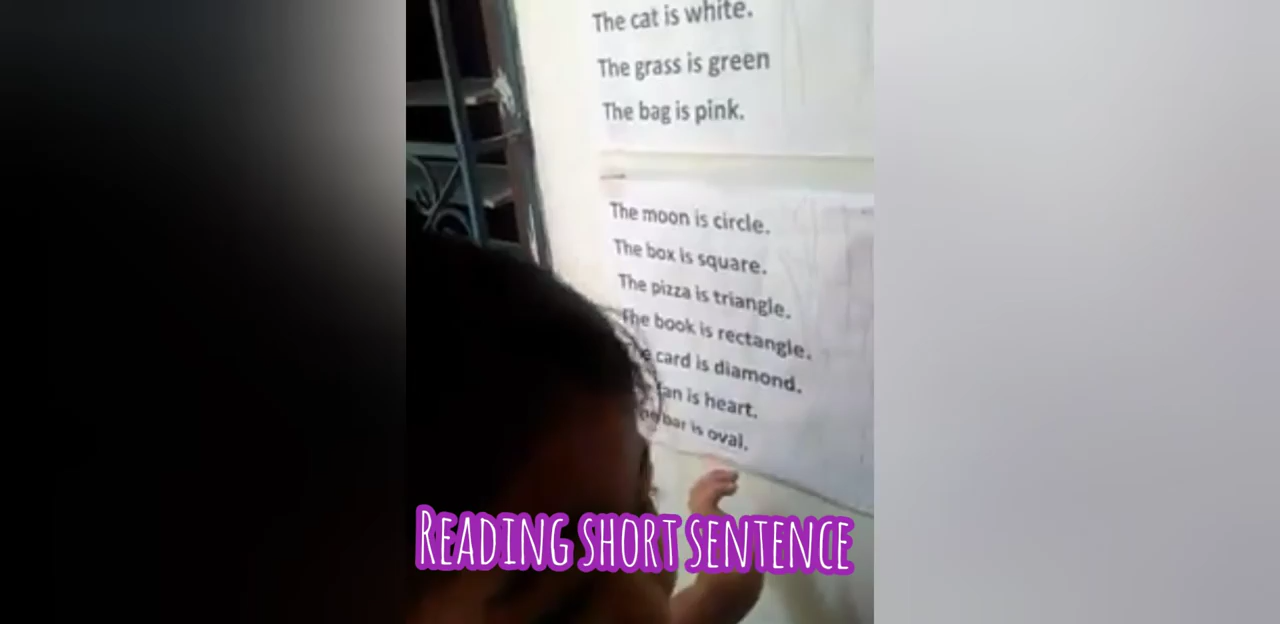 The cat is white.
The grass is green
The bag is pink.
The moon is circle.
The box is square.
The pizza is triangle.
The book is rectangle.
card is diamond.
fan is heart.
bar is oval.
READING SHORT SENTENCE